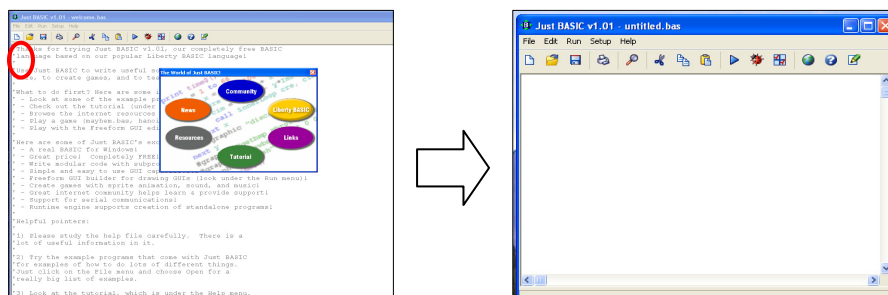 Just BASIC v1.01 - welcome.bas
File Edit Run Setup Help
for trying Just BASIC v1.01, our completely free BASIC
language based on our popular Liberty BASIC language!
Just BASIC to write useful
to create games, and to
The World of Just BASIC!
'What to do first? Here are some
' - Look at some of the example
' - Check out the tutorial (under
' - Browse the internet resources
' - Play a game (mayhem.bas,
' - Play with the Freeform GUI
Community
News
Liberty BASIC
Resources
Links
Tutorial
'Here are some of Just BASIC's
' - A real BASIC for Windows!
' - Great price! Completely FREE!
' - Write modular code with
' - Simple and easy to use GUI
' - Freeform GUI builder for drawing GUIs (look under the Run menu)!
' - Create games with sprite animation, sound, and music!
' - Great internet community helps learn & provide support!
' - Support for serial communications!
' - Runtime engine supports creation of standalone programs!
'Helpful pointers:
'
'1) Please study the help file carefully. There is a
'lot of useful information in it.
'
'2) Try the example programs that come with Just BASIC
'for examples of how to do lots of different things.
'Just click on the File menu and choose Open for a
'really big list of examples.
'
'3) Look at the tutorial, which is under the Help menu.
Just BASIC v1.01 - untitled.bas
File Edit Run Setup Help